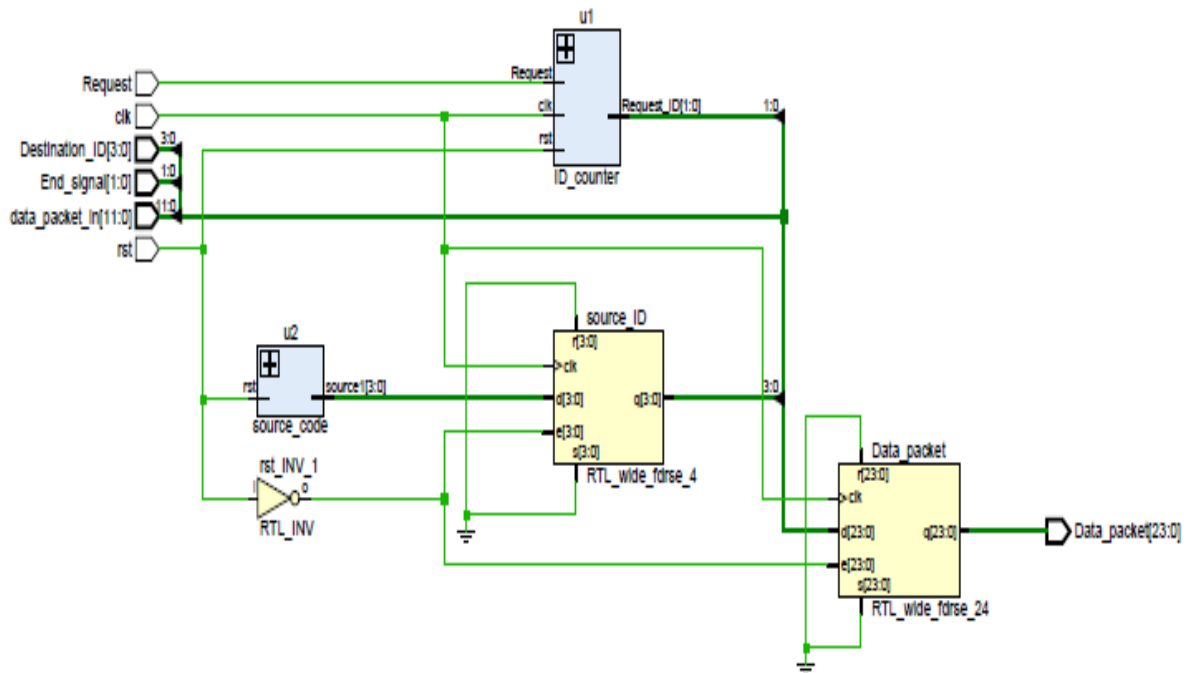 u1
Request
Request
clk
clk
Request_ID[1:0]
1:0
rst
Destination_ID[3:0]
3:0
End_signal[1:0]
1:0
ID_counter
data_packet_in[11:0]
11:0
rst
source_ID
r[3:0]
clk
u2
rst
source1[3:0]
d[3:0]
q[3:0]
3:0
source_code
e[3:0]
s[3:0]
RTL_wide_fdrse_4
rst_INV_1
I
O
RTL_INV
Data_packet
r[23:0]
clk
d[23:0]
q[23:0]
Data_packet[23:0]
e[23:0]
s[23:0]
RTL_wide_fdrse_24